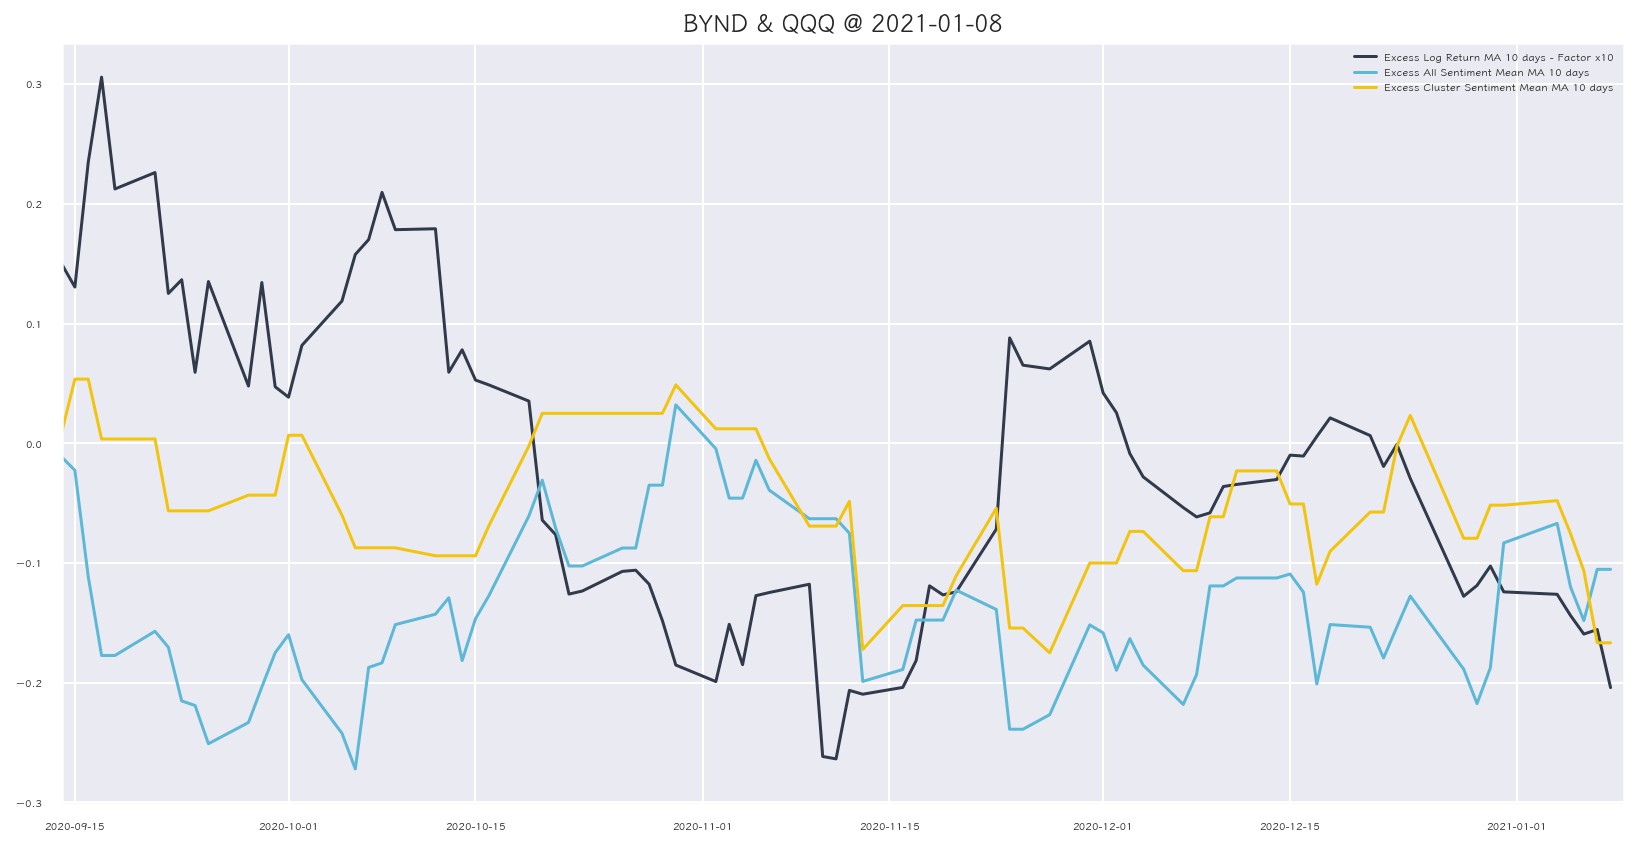 BYND & QQQ @ 2021-01-08
Excess Log Return MA 10 days - Factor x10
Excess All Sentiment Mean MA 10 days
Excess Cluster Sentiment Mean MA 10 days
0.3
0.2
0.1
0.0
−0.1
−0.2
−0.3
2020-09-15 2020-10-01 2020-10-15 2020-11-01 2020-11-15 2020-12-01 2020-12-15 2021-01-01